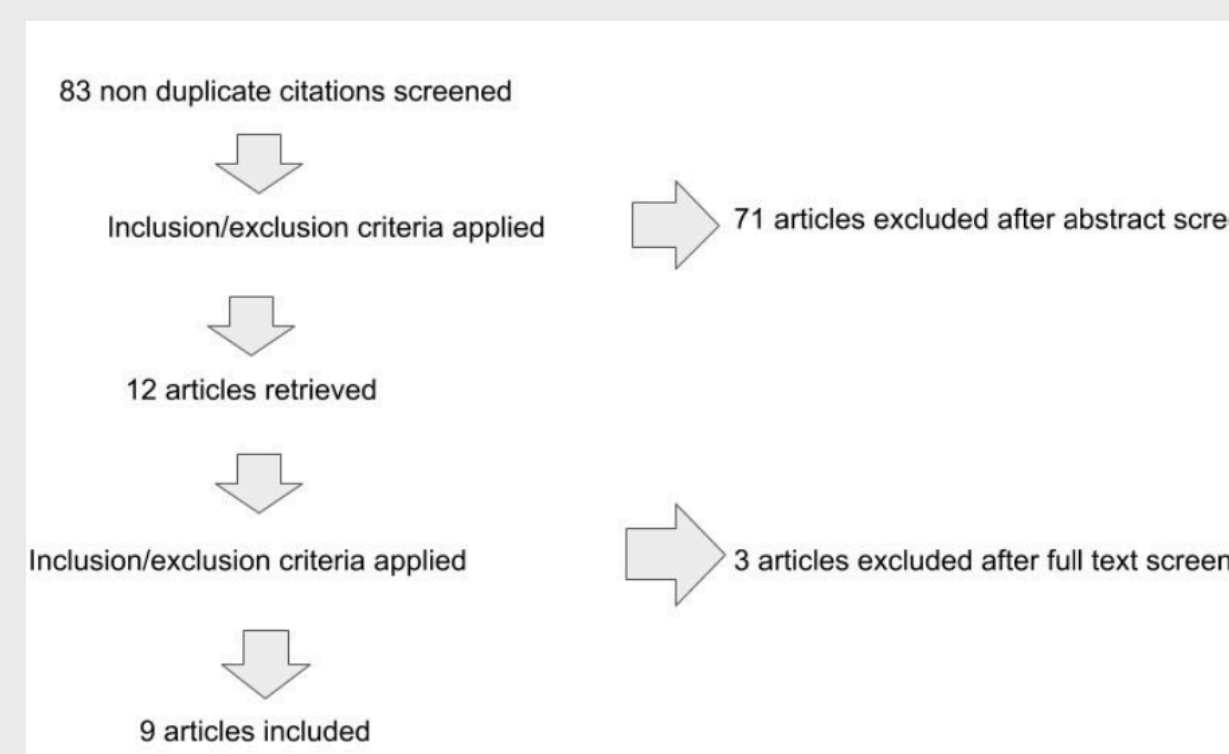 83 non duplicate citations screened
Inclusion/exclusion criteria applied
71 articles excluded after abstract
12 articles retrieved
Inclusion/exclusion criteria applied
3 articles excluded after full text
9 articles included